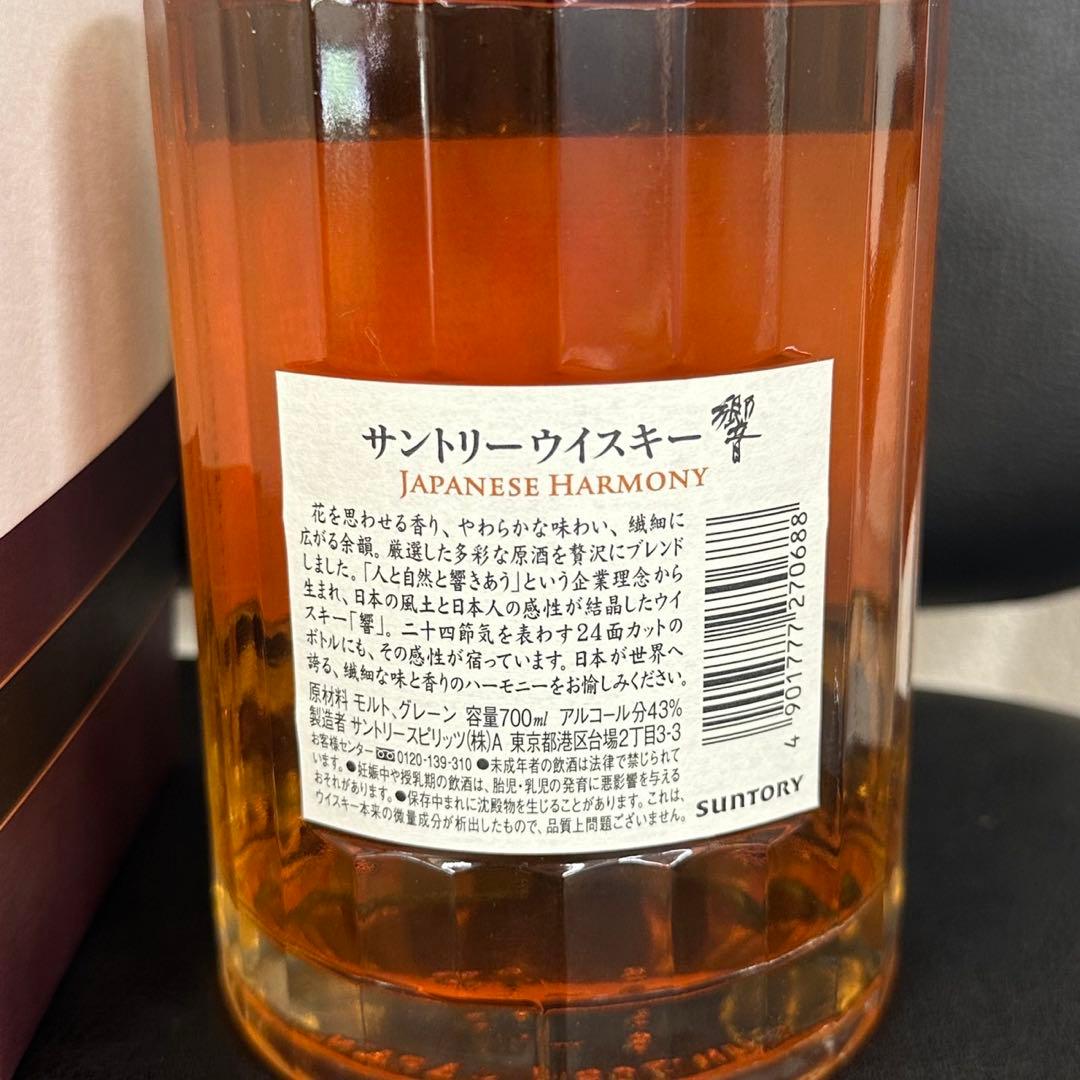 サントリーウイスキー 響
JAPANESE HARMONY
花を思わせる香り、やわらかな味わい、繊細に
広がる余韻。厳選した多彩な原酒を贅沢にブレンド
しました。「人と自然と響きあう」という企業理念から
生まれ、日本の風土と日本人の感性が結晶したウイ
スキー「響」。二十四節気を表わす24面カットの
ボトルにも、その感性が宿っています。日本が世界へ
誇る、繊細な味と香りのハーモニーをお愉しみください。
原材料 モルト、グレーン 容量700ml アルコール分43%
製造者 サントリースピリッツ(株)A 東京都港区台場2丁目3-3
お客様センター 0120-139-310 ●未成年者の飲酒は法律で禁じられて
います。●妊娠中や授乳期の飲酒は、胎児・乳児の発育に悪影響を与える
おそれがあります。●保存中まれに沈殿物を生じることがあります。これは、
ウイスキー本来の微量成分が析出したもので、品質上問題ございません。
4 901777 270688
SUNTORY